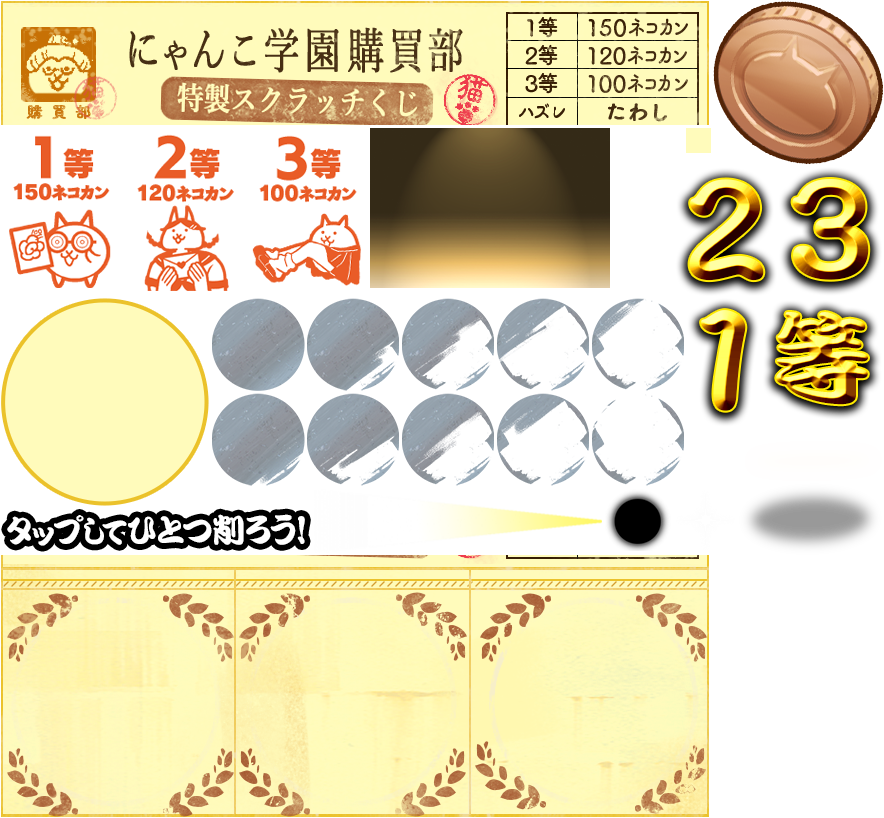 にゃんこ学園購買部
特製スクラッチくじ
猫
購買部
1等 150ネコカン
2等 120ネコカン
3等 100ネコカン
ハズレ たわし
1等
150ネコカン
2等
120ネコカン
3等
100ネコカン
2 3
1 等
タップしてひとつ削ろう!